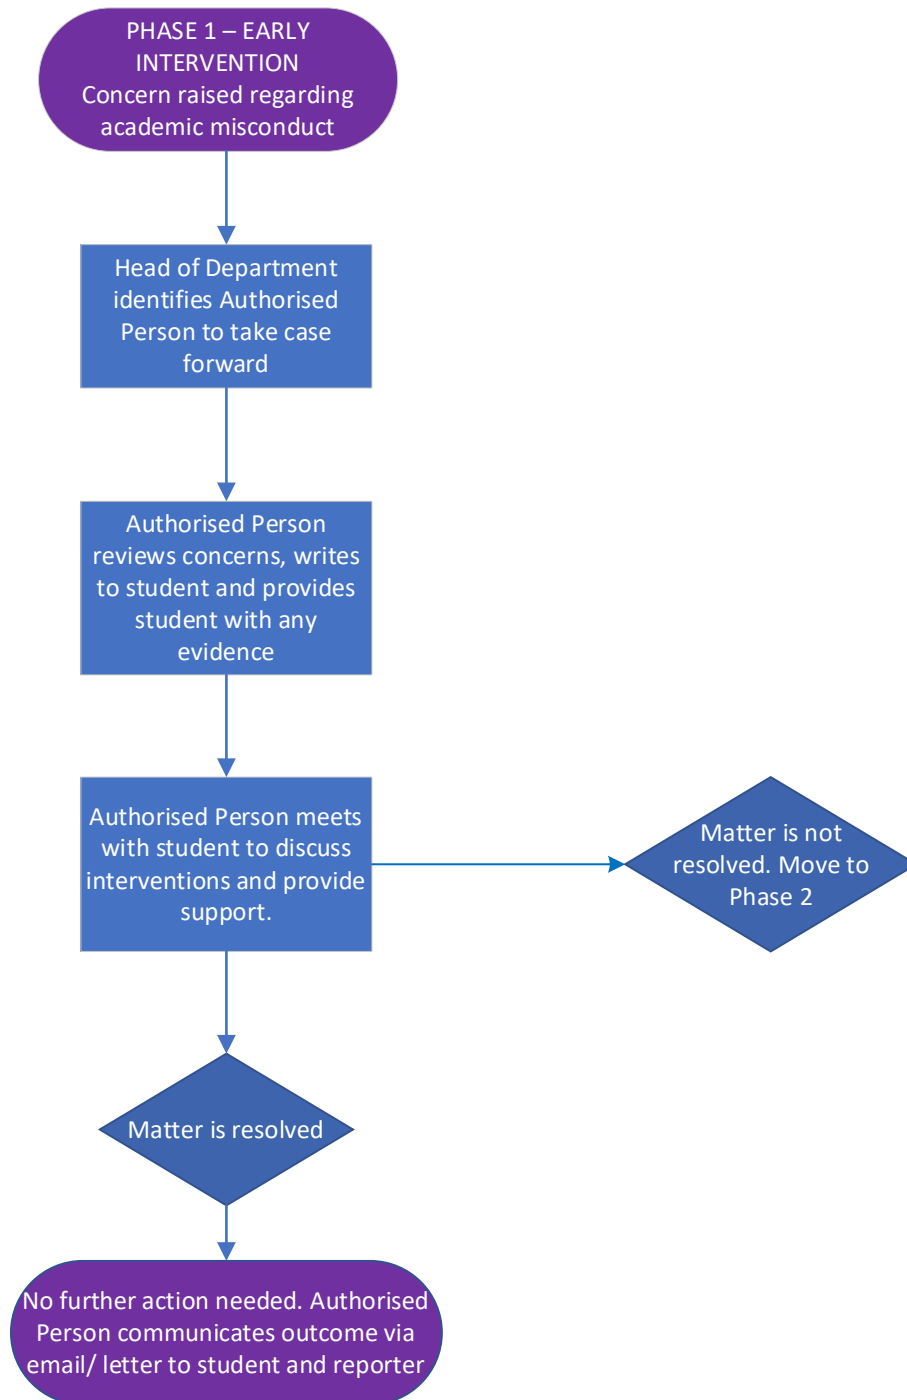 PHASE 1 – EARLY
INTERVENTION
Concern raised regarding
academic misconduct
Head of Department
identifies Authorised
Person to take case
forward
Authorised Person
reviews concerns, writes
to student and provides
student with any
evidence
Authorised Person meets
with student to discuss
interventions and provide
support.
Matter is not
resolved. Move to
Phase 2
Matter is resolved
No further action needed. Authorised
Person communicates outcome via
email/ letter to student and reporter